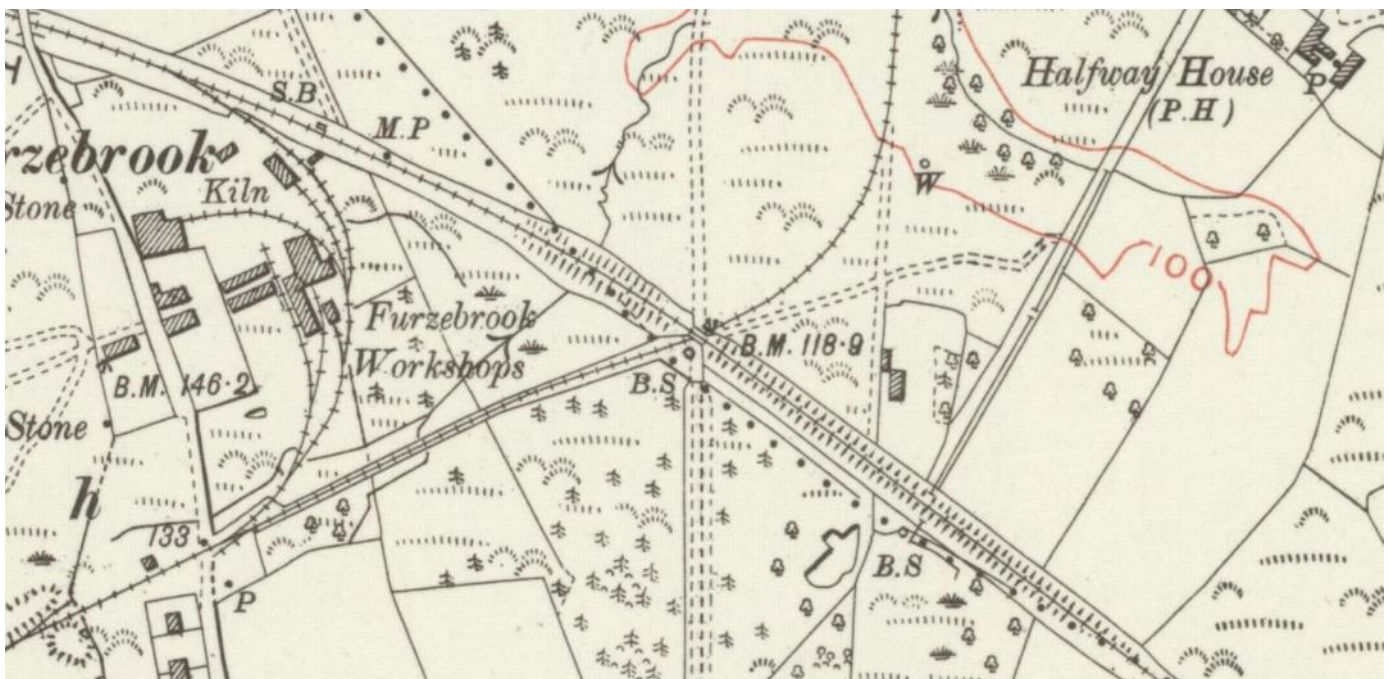 H
S.B
M.P
Halfway House
(P.H)
P
rzebrook
Kiln
W
Stone
100
Furzebrook
Workshops
B.M. 118·9
B.M. 146·2
B.S
Stone
h
133
B.S
P